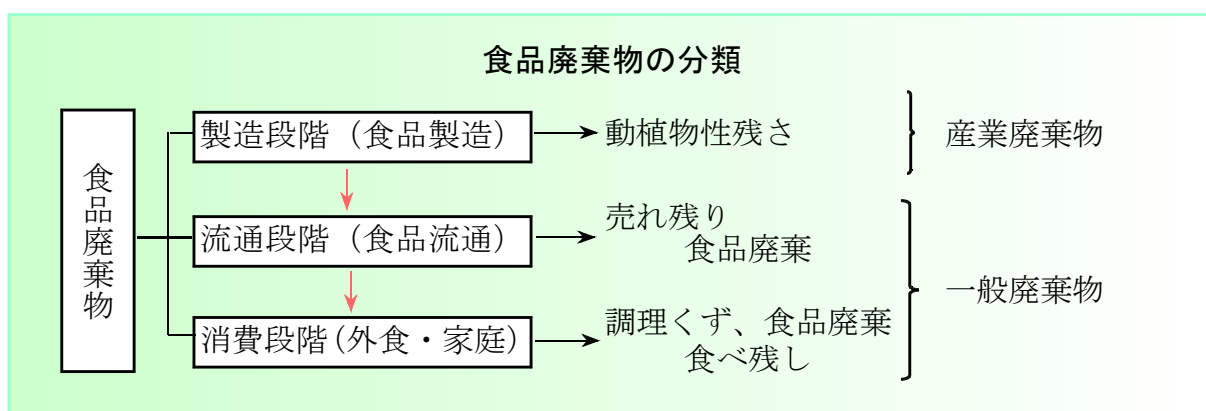 食品廃棄物の分類
食品廃棄物
製造段階（食品製造）
動植物性残さ
産業廃棄物
流通段階（食品流通）
売れ残り
食品廃棄
一般廃棄物
消費段階(外食・家庭)
調理くず、食品廃棄
食べ残し